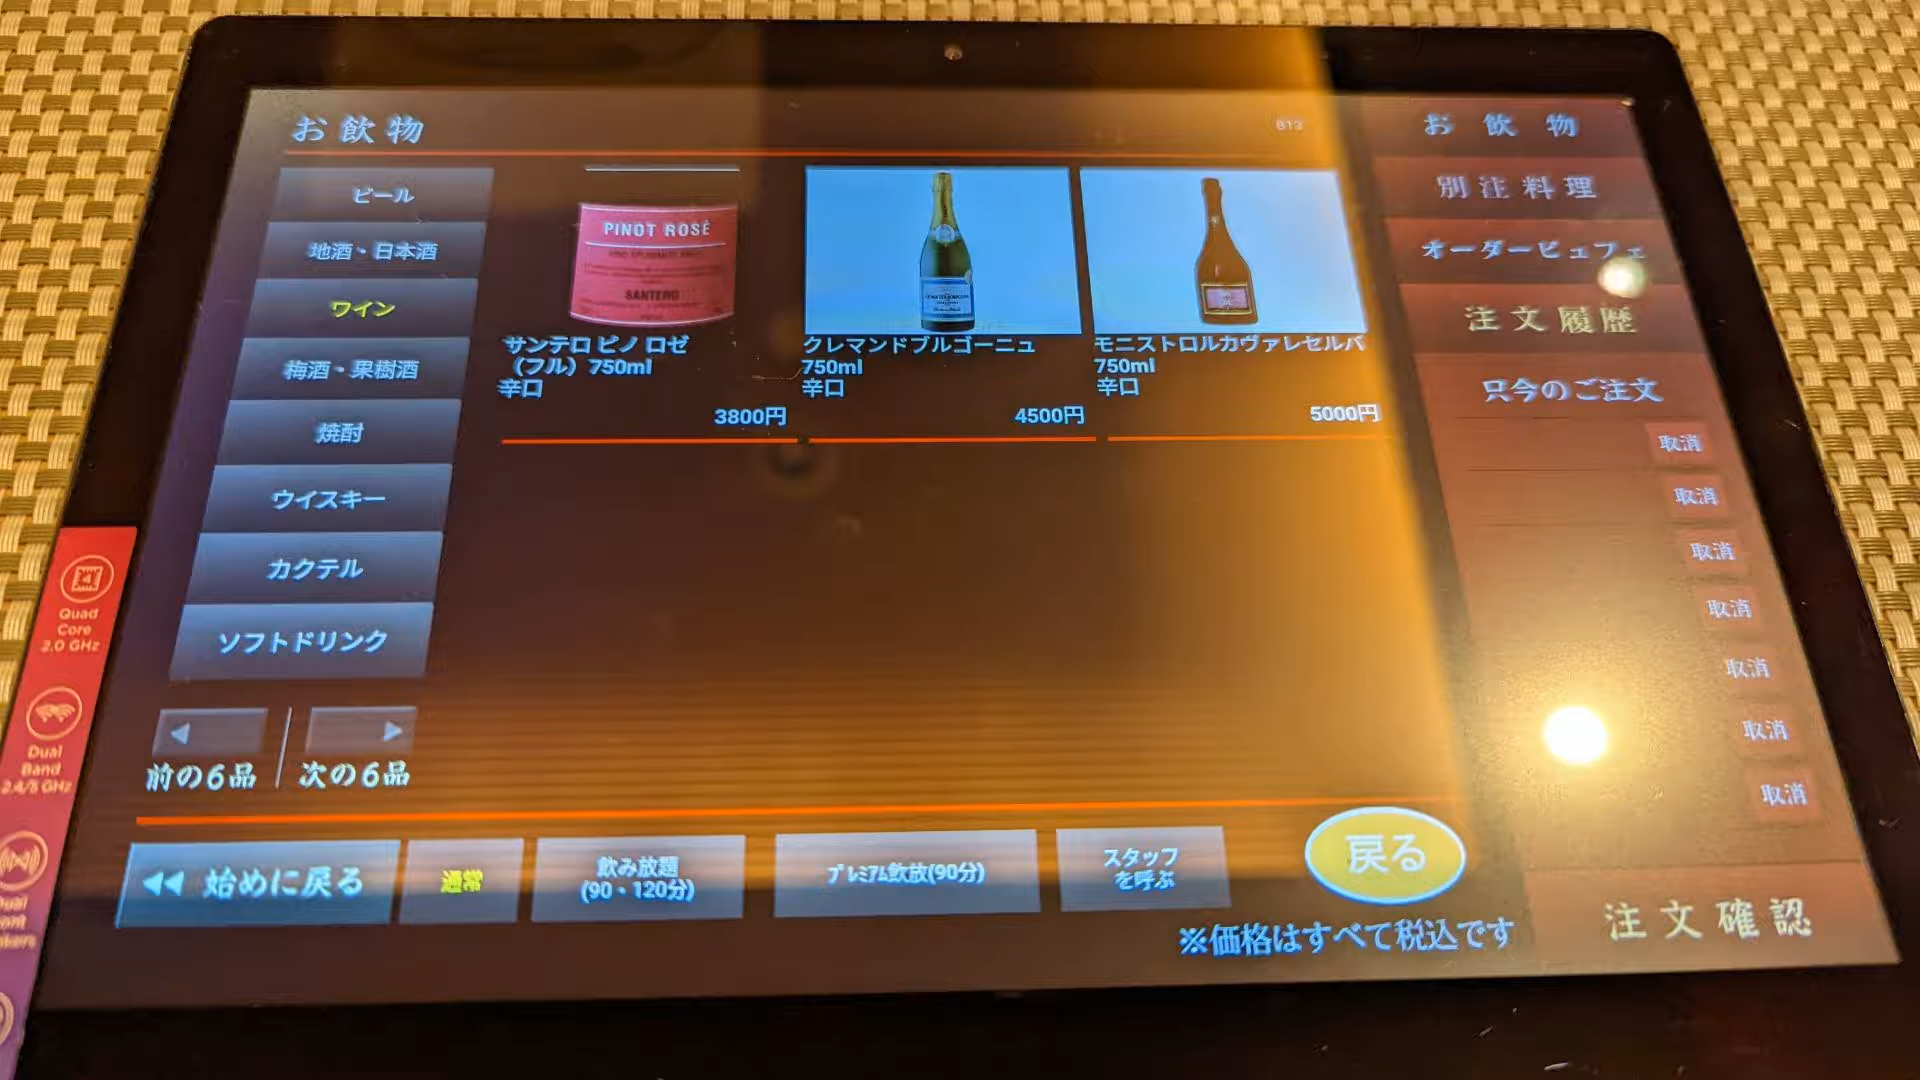 お飲物
B13
ビール
地酒・日本酒
ワイン
梅酒・果樹酒
焼酎
ウイスキー
カクテル
ソフトドリンク
前の6品
次の6品
PINOT ROSÉ
SANTERO
サンテロ ピノ ロゼ
（フル）750ml
辛口
3800円
クレマンドブルゴーニュ
750ml
辛口
4500円
モニストロルカヴァレセルバ
750ml
辛口
5000円
お飲物
別注料理
オーダービュフェ
注文履歴
只今のご注文
取消
取消
取消
取消
取消
取消
取消
始めに戻る
通常
飲み放題
(90、120分)
プレミアム飲放(90分)
スタッフ
を呼ぶ
戻る
※価格はすべて税込です
注文確認
Quad
Core
2.0 GHz
Dual
Band
2.4/5 GHz